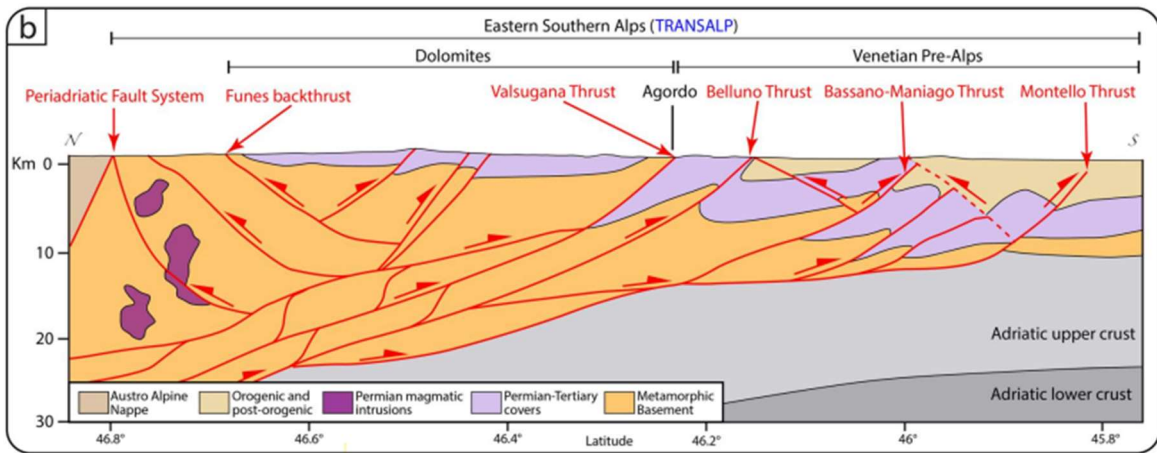 b
Eastern Southern Alps (TRANSALP)
Dolomites
Venetian Pre-Alps
Periadriatic Fault System
Funes backthrust
Valsugana Thrust
Agordo
Belluno Thrust
Bassano-Maniago Thrust
Montello Thrust
N
S
Km 0
10
20
30
Adriatic upper crust
Adriatic lower crust
Austro Alpine
Nappe
Orogenic and
post-orogenic
Permian magmatic
intrusions
Permian-Tertiary
covers
Metamorphic
Basement
46.8°
46.6°
46.4°
Latitude
46.2°
46°
45.8°